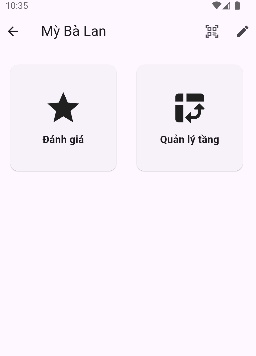 10:35
Mỳ Bà Lan
Đánh giá
Quản lý tầng